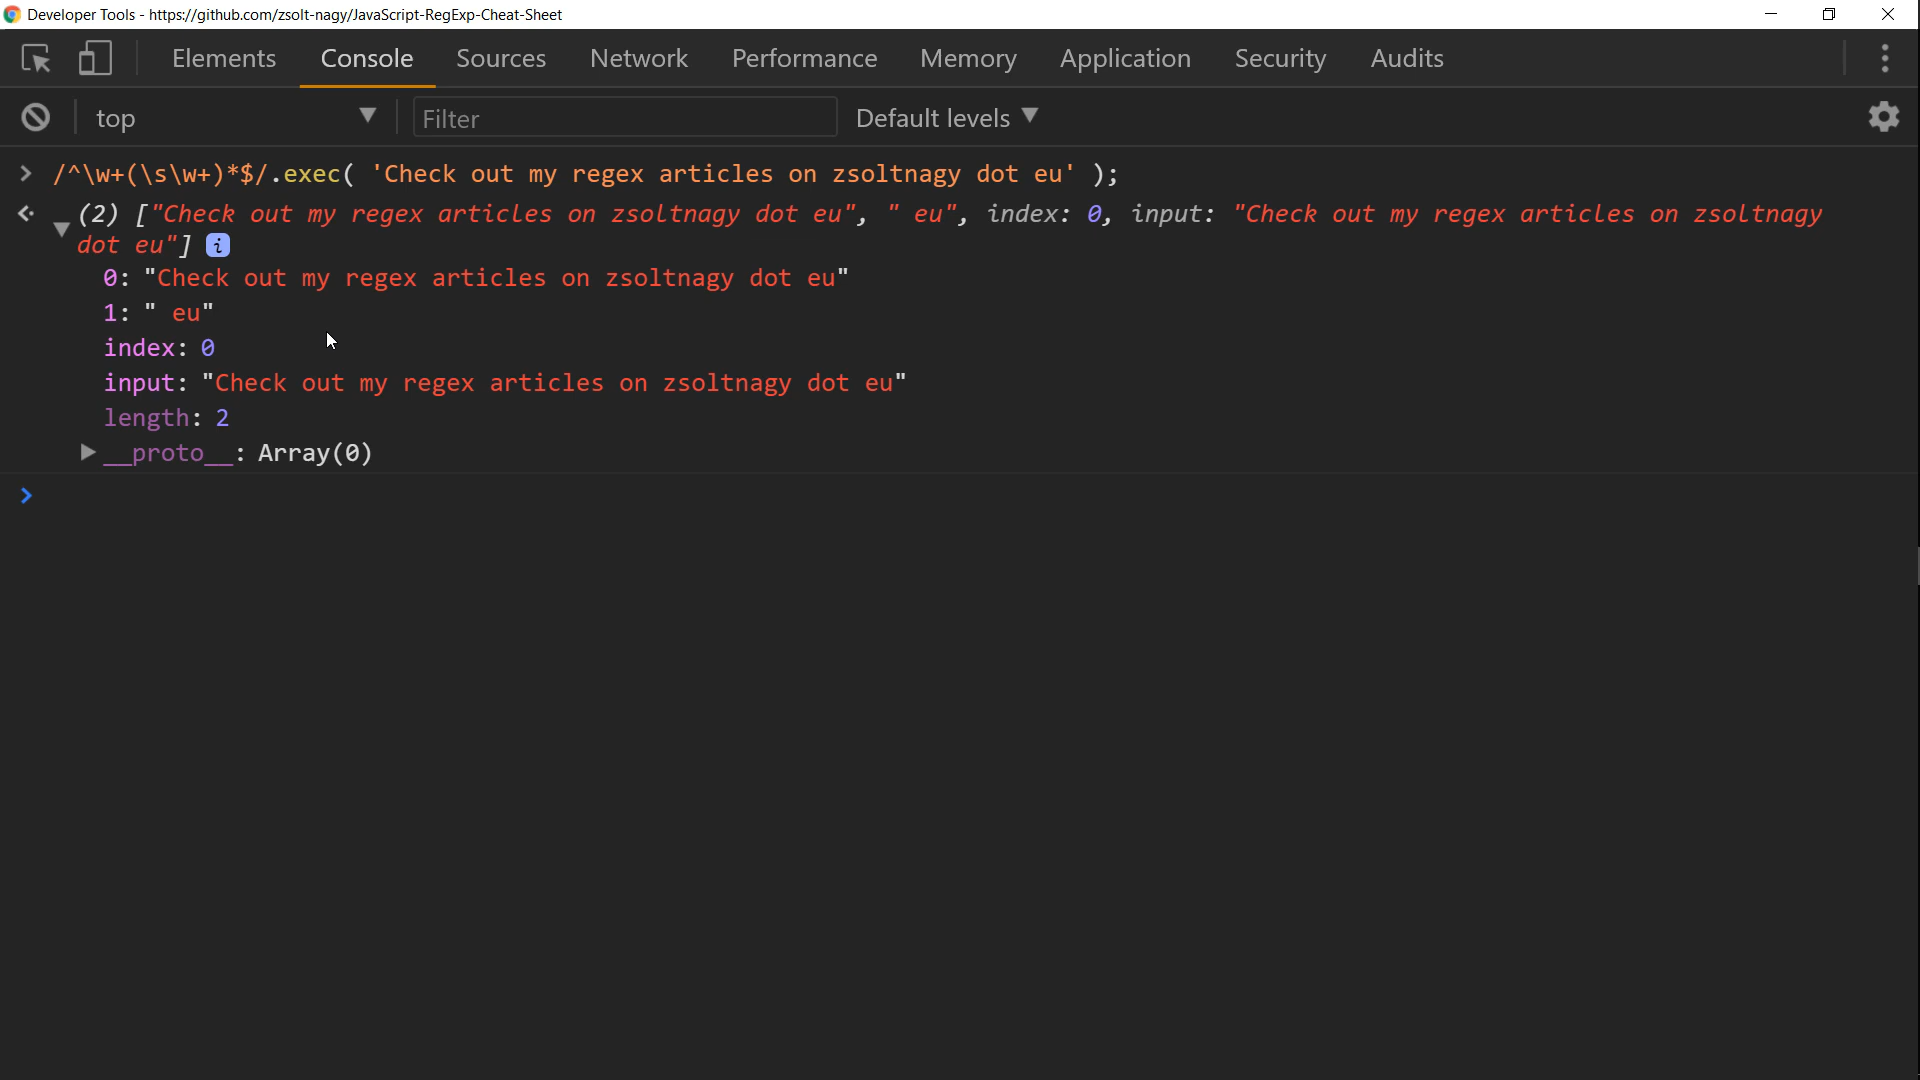 Developer Tools - https://github.com/zsolt-nagy/JavaScript-RegExp-Cheat-Sheet
Elements Console Sources Network Performance Memory Application Security Audits
top Filter Default levels
/^\w+(\s\w+)*$/.exec( 'Check out my regex articles on zsoltnagy dot eu' );
(2) ["Check out my regex articles on zsoltnagy dot eu", " eu", index: 0, input: "Check out my regex articles on zsoltnagy
dot eu"] i
0: "Check out my regex articles on zsoltnagy dot eu"
1: " eu"
index: 0
input: "Check out my regex articles on zsoltnagy dot eu"
length: 2
__proto__: Array(0)